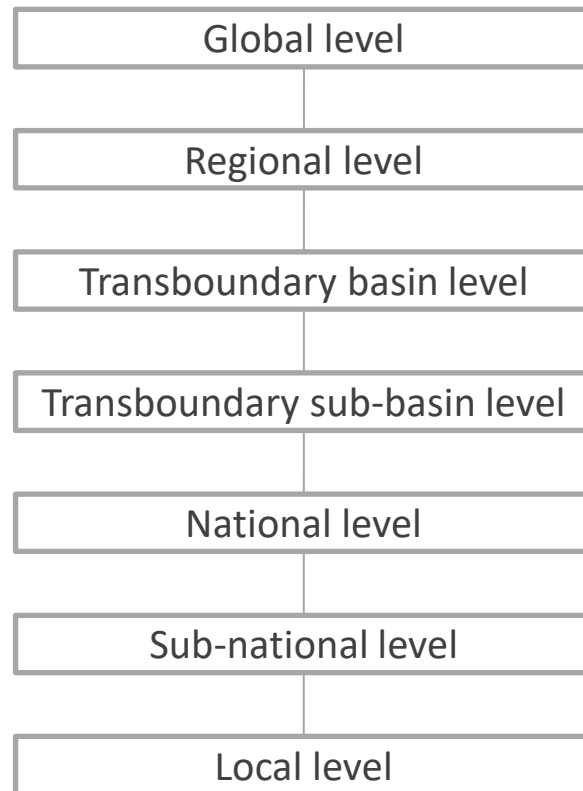 Global level
Regional level
Transboundary basin level
Transboundary sub-basin level
National level
Sub-national level
Local level